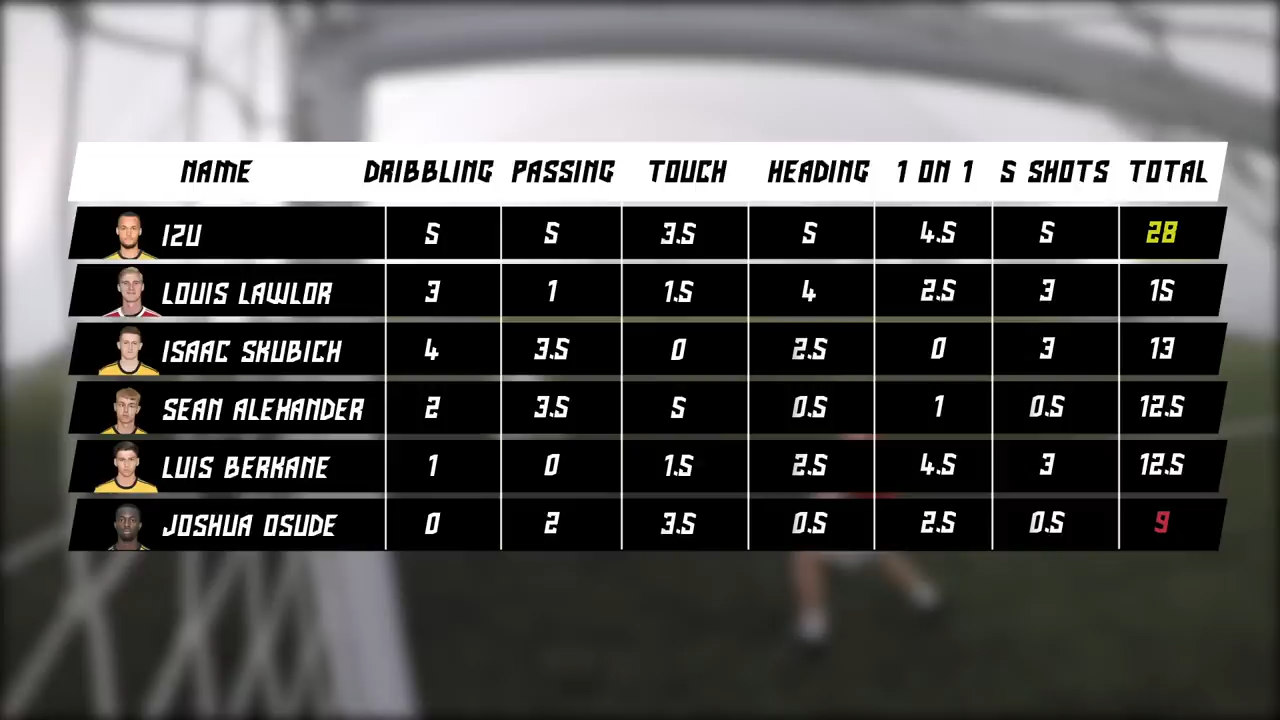 NAME DRIBBLING PASSING TOUCH HEADING 1 ON 1 5 SHOTS TOTAL
IZU 5 5 3.5 5 4.5 5 28
LOUIS LAWLOR 3 1 1.5 4 2.5 3 15
ISAAC SKUBICH 4 3.5 0 2.5 0 3 13
SEAN ALEXANDER 2 3.5 5 0.5 1 0.5 12.5
LUIS BERKANE 1 0 1.5 2.5 4.5 3 12.5
JOSHUA OSUDE 0 2 3.5 0.5 2.5 0.5 9